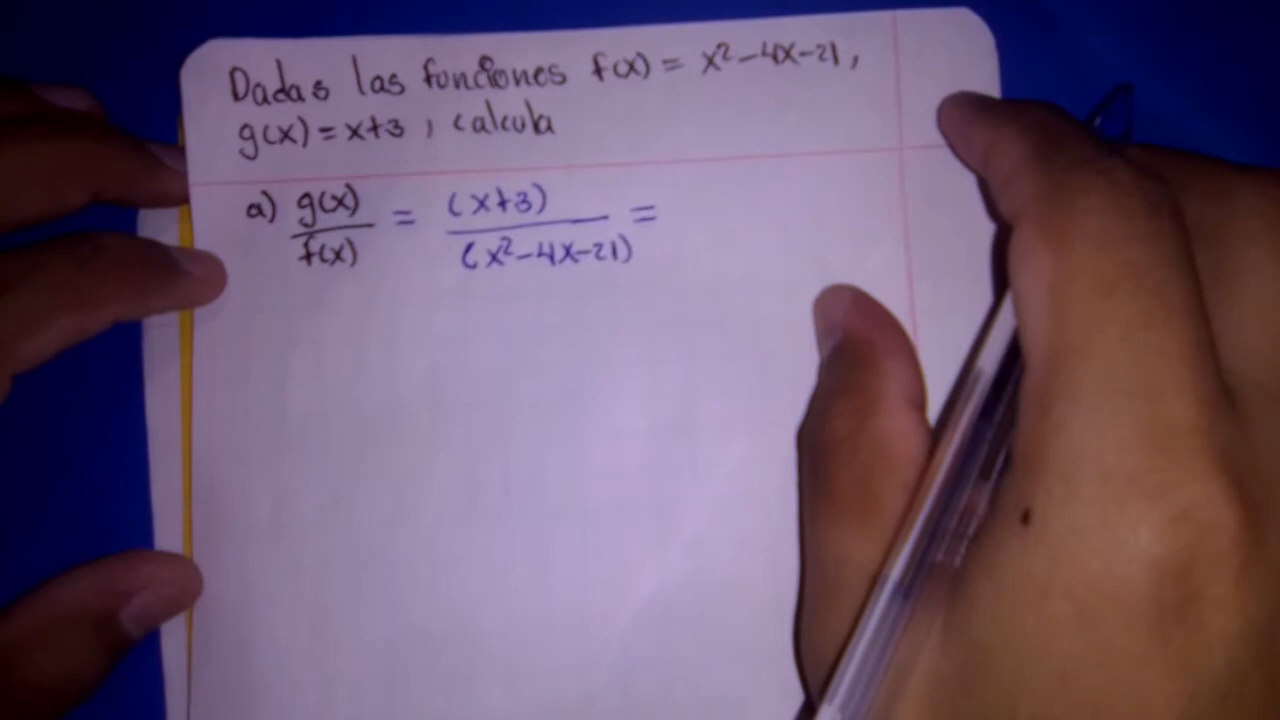 Dadas las funciones f(x) = x²-4x-21,
g(x) = x+3, calcula
a) g(x)/f(x) = (x+3)/(x²-4x-21) =